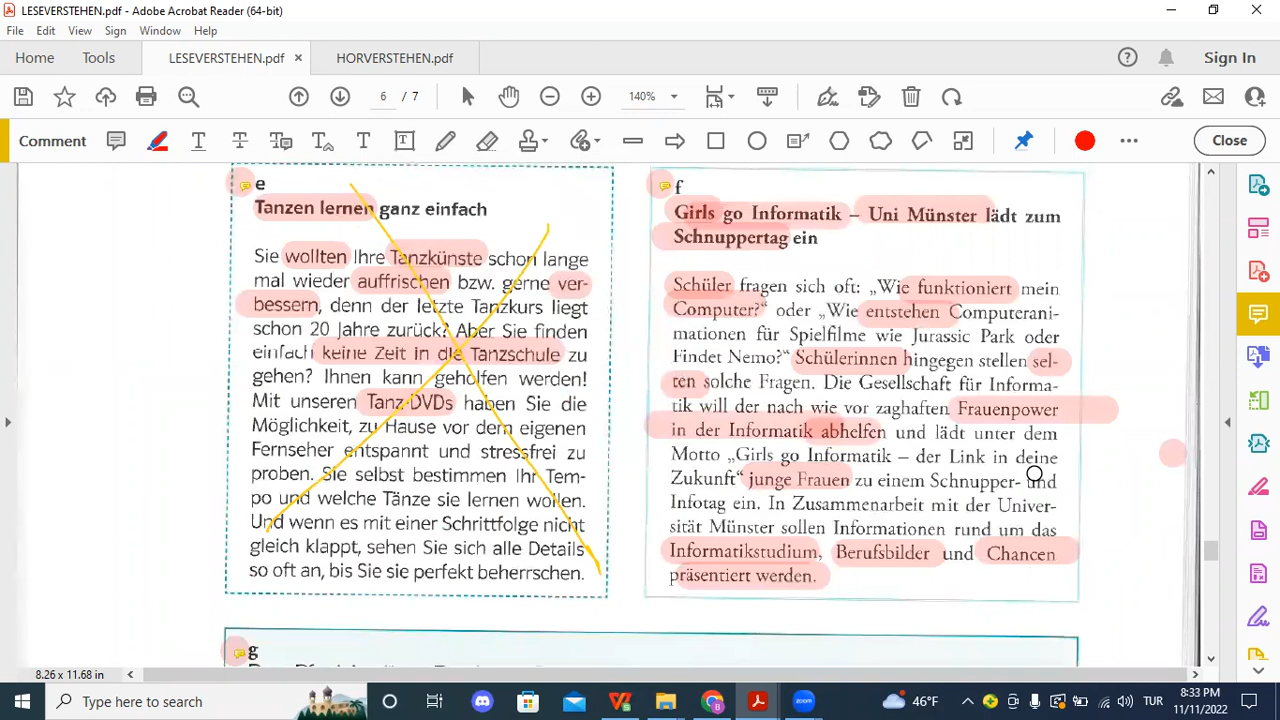 LESEVERSTEHEN.pdf - Adobe Acrobat Reader (64-bit)
File Edit View Sign Window Help
Home Tools LESEVERSTEHEN.pdf × HORVERSTEHEN.pdf Sign In
6 / 7 140%
Comment Close
e
Tanzen lernen ganz einfach
Sie wollten Ihre Tanzkünste schon lange
mal wieder auffrischen bzw. gerne ver-
bessern, denn der letzte Tanzkurs liegt
schon 20 Jahre zurück? Aber Sie finden
einfach keine Zeit in die Tanzschule zu
gehen? Ihnen kann geholfen werden!
Mit unseren Tanz-DVDs haben Sie die
Möglichkeit, zu Hause vor dem eigenen
Fernseher entspannt und stressfrei zu
proben. Sie selbst bestimmen Ihr Tem-
po und welche Tänze sie lernen wollen.
Und wenn es mit einer Schrittfolge nicht
gleich klappt, sehen Sie sich alle Details
so oft an, bis Sie sie perfekt beherrschen.
f
Girls go Informatik – Uni Münster lädt zum
Schnuppertag ein
Schüler fragen sich oft: „Wie funktioniert mein
Computer?“ oder „Wie entstehen Computerani-
mationen für Spielfilme wie Jurassic Park oder
Findet Nemo?“ Schülerinnen hingegen stellen sel-
ten solche Fragen. Die Gesellschaft für Informa-
tik will der nach wie vor zaghaften Frauenpower
in der Informatik abhelfen und lädt unter dem
Motto „Girls go Informatik – der Link in deine
Zukunft“ junge Frauen zu einem Schnupper- und
Infotag ein. In Zusammenarbeit mit der Univer-
sität Münster sollen Informationen rund um das
Informatikstudium, Berufsbilder und Chancen
präsentiert werden.
g
8.26 x 11.68 in
Type here to search
46°F TUR 8:33 PM
11/11/2022